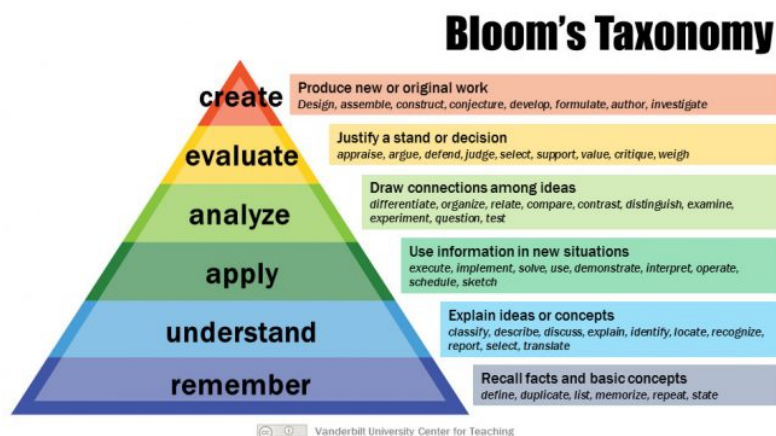 Bloom's Taxonomy
create
Produce new or original work
Design, assemble, construct, conjecture, develop, formulate, author, investigate
evaluate
Justify a stand or decision
appraise, argue, defend, judge, select, support, value, critique, weigh
analyze
Draw connections among ideas
differentiate, organize, relate, compare, contrast, distinguish, examine,
experiment, question, test
apply
Use information in new situations
execute, implement, solve, use, demonstrate, interpret, operate,
schedule, sketch
understand
Explain ideas or concepts
classify, describe, discuss, explain, identify, locate, recognize,
report, select, translate
remember
Recall facts and basic concepts
define, duplicate, list, memorize, repeat, state
Vanderbilt University Center for Teaching